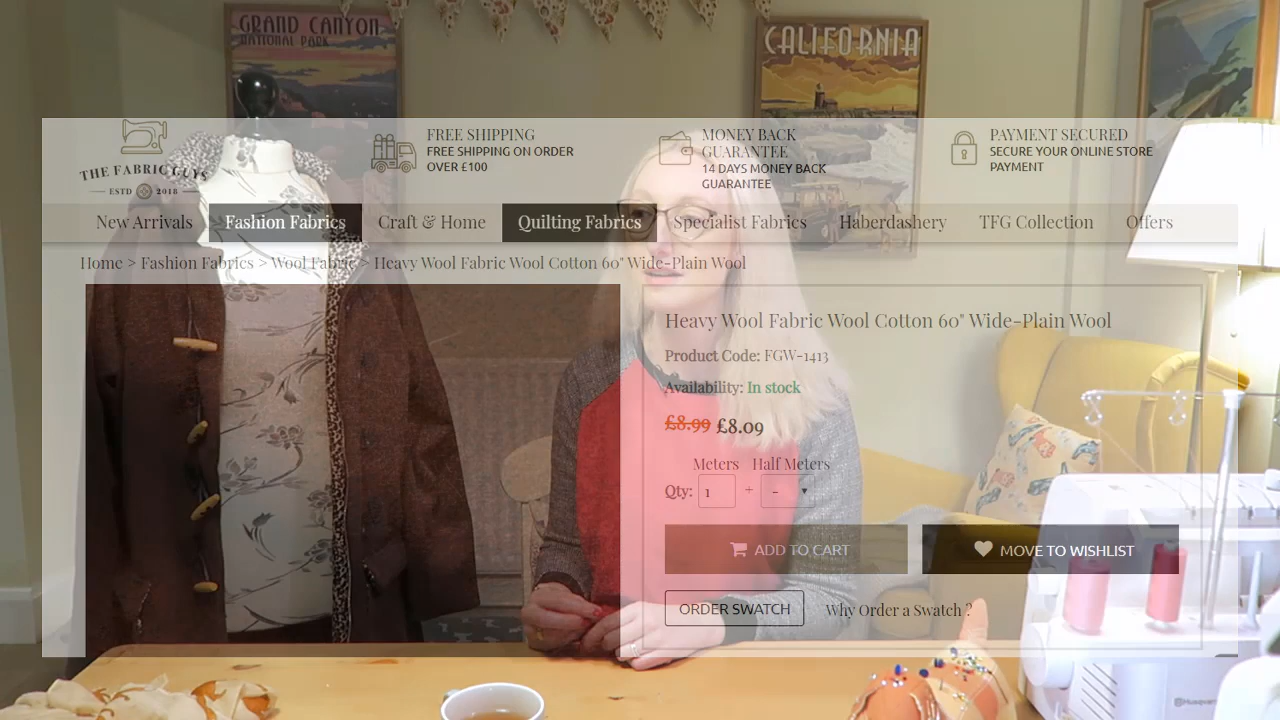 GRAND CANYON
NATIONAL PARK
CALIFORNIA
THE FABRIC GUYS
ESTD 2018
FREE SHIPPING
FREE SHIPPING ON ORDER
OVER £100
MONEY BACK
GUARANTEE
14 DAYS MONEY BACK
GUARANTEE
PAYMENT SECURED
SECURE YOUR ONLINE STORE
PAYMENT
New Arrivals Fashion Fabrics Craft & Home Quilting Fabrics Specialist Fabrics Haberdashery TFG Collection Offers
Home > Fashion Fabrics > Wool Fabric > Heavy Wool Fabric Wool Cotton 60" Wide-Plain Wool
Heavy Wool Fabric Wool Cotton 60" Wide-Plain Wool
Product Code: FGW-1413
Availability: In stock
£8.99 £8.09
Meters Half Meters
Qty: 1 + -
ADD TO CART
MOVE TO WISHLIST
ORDER SWATCH
Why Order a Swatch ?